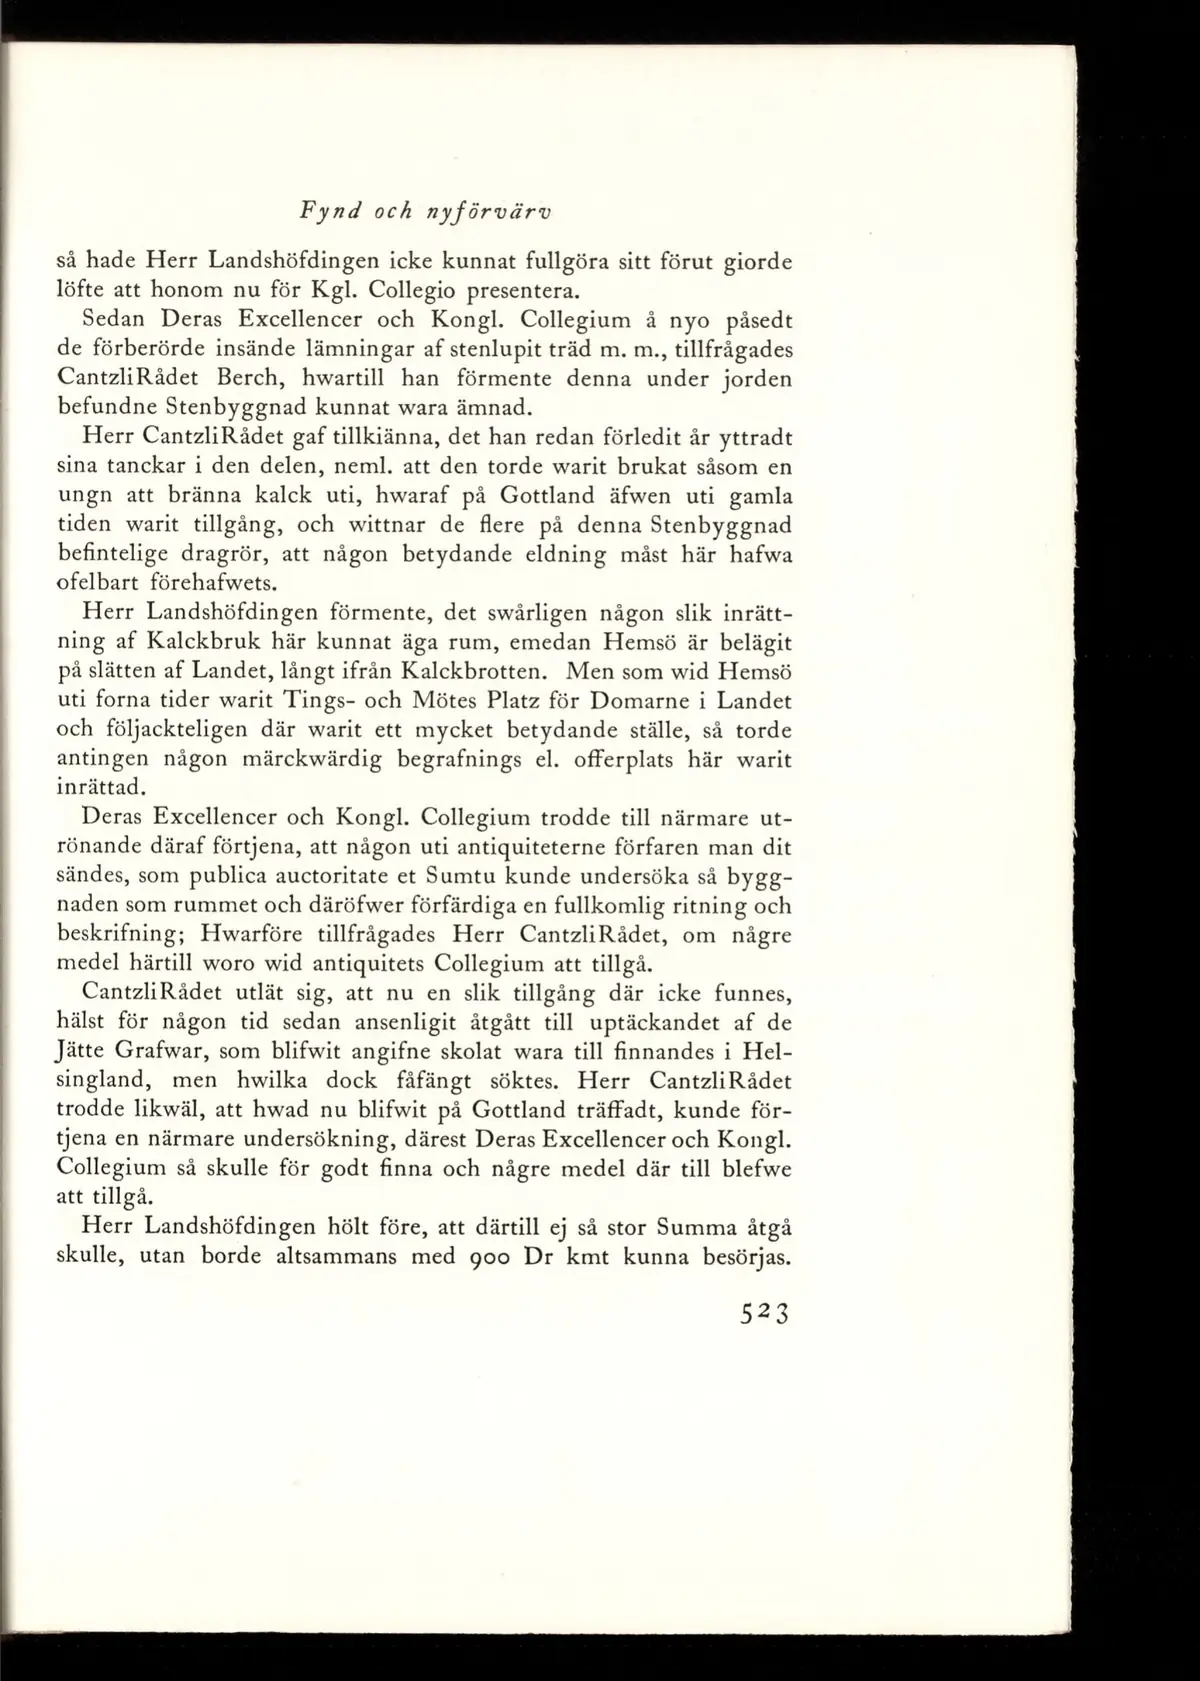 Fynd och nyförvärv
så hade Herr Landshöfdingen icke kunnat fullgöra sitt förut giorde
löfte att honom nu för Kgl. Collegio presentera.
Sedan Deras Excellencer och Kongl. Collegium å nyo påsedt
de förberörde insände lämningar af stenlupit träd m. m., tillfrågades
CantzliRådet Berch, hwartill han förmente denna under jorden
befundne Stenbyggnad kunnat wara ämnad.
Herr CantzliRådet gaf tillkiänna, det han redan förledit år yttradt
sina tanckar i den delen, neml. att den torde warit brukat såsom en
ungn att bränna kalck uti, hwaraf på Gottland äfwen uti gamla
tiden warit tillgång, och wittnar de flere på denna Stenbyggnad
befintelige dragrör, att någon betydande eldning måst här hafwa
ofelbart förehafwets.
Herr Landshöfdingen förmente, det swårligen någon slik inrätt-
ning af Kalckbruk här kunnat äga rum, emedan Hemsö är belägit
på slätten af Landet, långt ifrån Kalckbrotten. Men som wid Hemsö
uti forna tider warit Tings- och Mötes Platz för Domarne i Landet
och följackteligen där warit ett mycket betydande ställe, så torde
antingen någon märckwärdig begrafnings el. offerplats här warit
inrättad.
Deras Excellencer och Kongl. Collegium trodde till närmare ut-
rönande däraf förtjena, att någon uti antiquiteterne förfaren man dit
sändes, som publica auctoritate et Sumtu kunde undersöka så bygg-
naden som rummet och däröfwer förfärdiga en fullkomlig ritning och
beskrifning; Hwarföre tillfrågades Herr CantzliRådet, om någre
medel härtill woro wid antiquitets Collegium att tillgå.
CantzliRådet utlät sig, att nu en slik tillgång där icke funnes,
hälst för någon tid sedan ansenligit åtgått till uptäckandet af de
Jätte Grafwar, som blifwit angifne skolat wara till finnandes i Hel-
singland, men hwilka dock fåfängt söktes. Herr CantzliRådet
trodde likwäl, att hwad nu blifwit på Gottland träffadt, kunde för-
tjena en närmare undersökning, därest Deras Excellencer och Kongl.
Collegium så skulle för godt finna och någre medel där till blefwe
att tillgå.
Herr Landshöfdingen hölt före, att därtill ej så stor Summa åtgå
skulle, utan borde altsammans med 900 Dr kmt kunna besörjas.
523